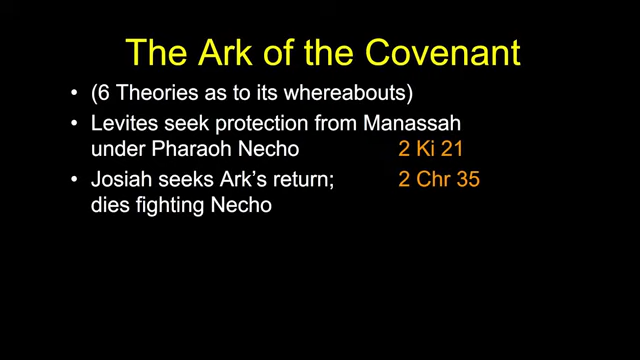 The Ark of the Covenant
• (6 Theories as to its whereabouts)
• Levites seek protection from Manassah
under Pharaoh Necho 2 Ki 21
• Josiah seeks Ark’s return; 2 Chr 35
dies fighting Necho